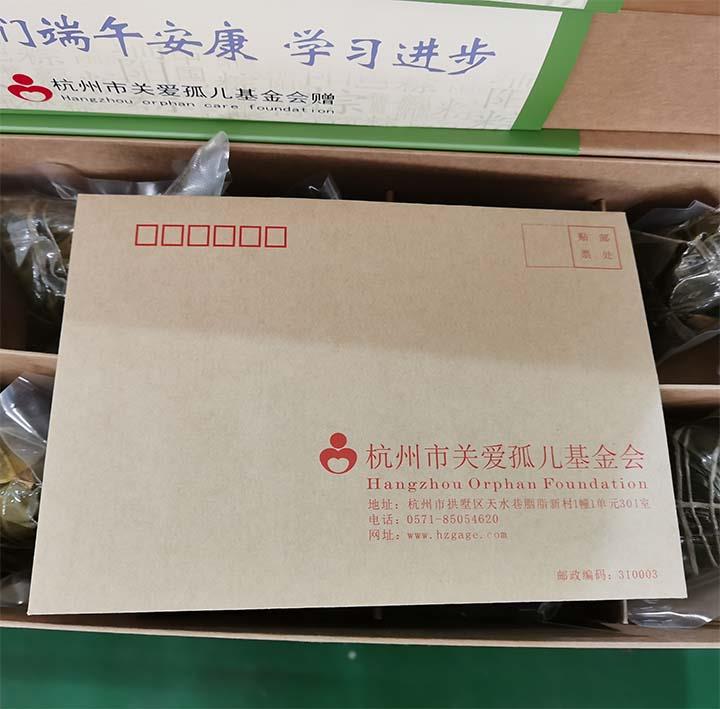 们端午安康 学习进步
杭州市关爱孤儿基金会赠
Hangzhou orphan care foundation
贴 邮
票 处
杭州市关爱孤儿基金会
Hangzhou Orphan Foundation
地址：杭州市拱墅区天水巷胭脂新村1幢1单元301室
电话：0571-85054620
网址：www.hzgage.com
邮政编码：310003